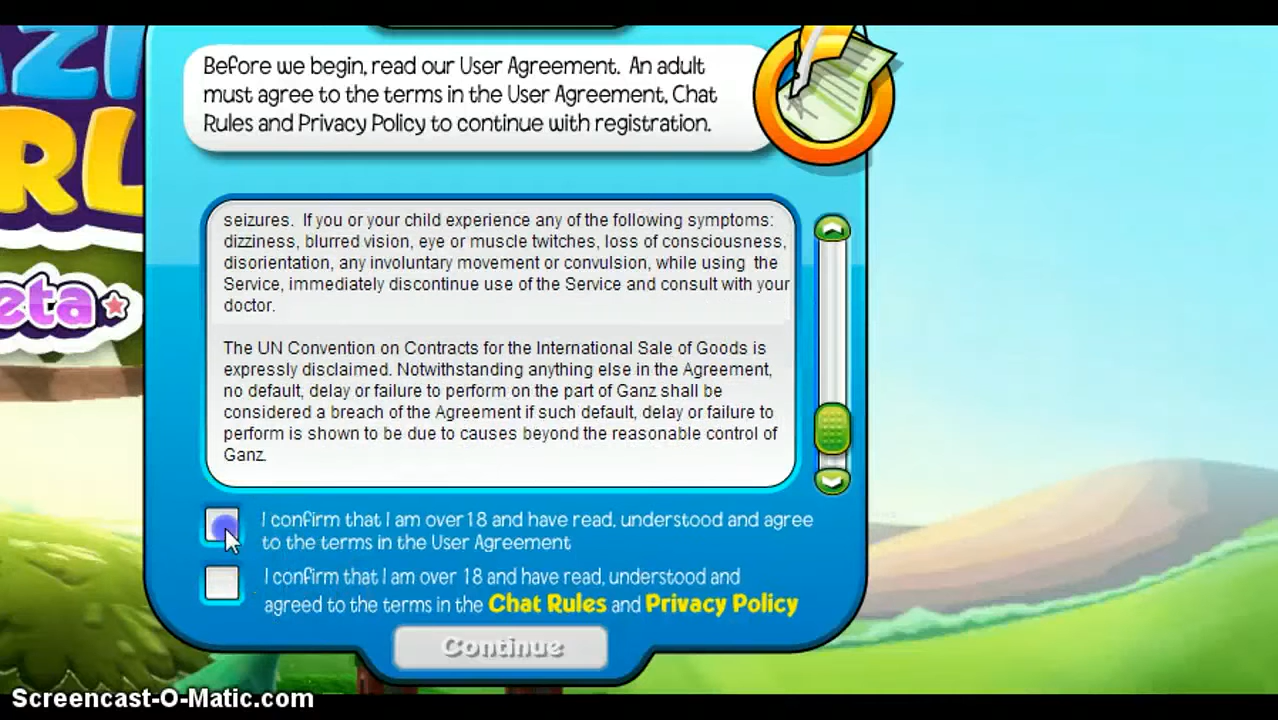 AZI
RL
eta
Before we begin, read our User Agreement. An adult
must agree to the terms in the User Agreement, Chat
Rules and Privacy Policy to continue with registration.
seizures. If you or your child experience any of the following symptoms:
dizziness, blurred vision, eye or muscle twitches, loss of consciousness,
disorientation, any involuntary movement or convulsion, while using the
Service, immediately discontinue use of the Service and consult with your
doctor.
The UN Convention on Contracts for the International Sale of Goods is
expressly disclaimed. Notwithstanding anything else in the Agreement,
no default, delay or failure to perform on the part of Ganz shall be
considered a breach of the Agreement if such default, delay or failure to
perform is shown to be due to causes beyond the reasonable control of
Ganz.
I confirm that I am over 18 and have read, understood and agree
to the terms in the User Agreement
I confirm that I am over 18 and have read, understood and
agreed to the terms in the Chat Rules and Privacy Policy
Continue
Screencast-O-Matic.com